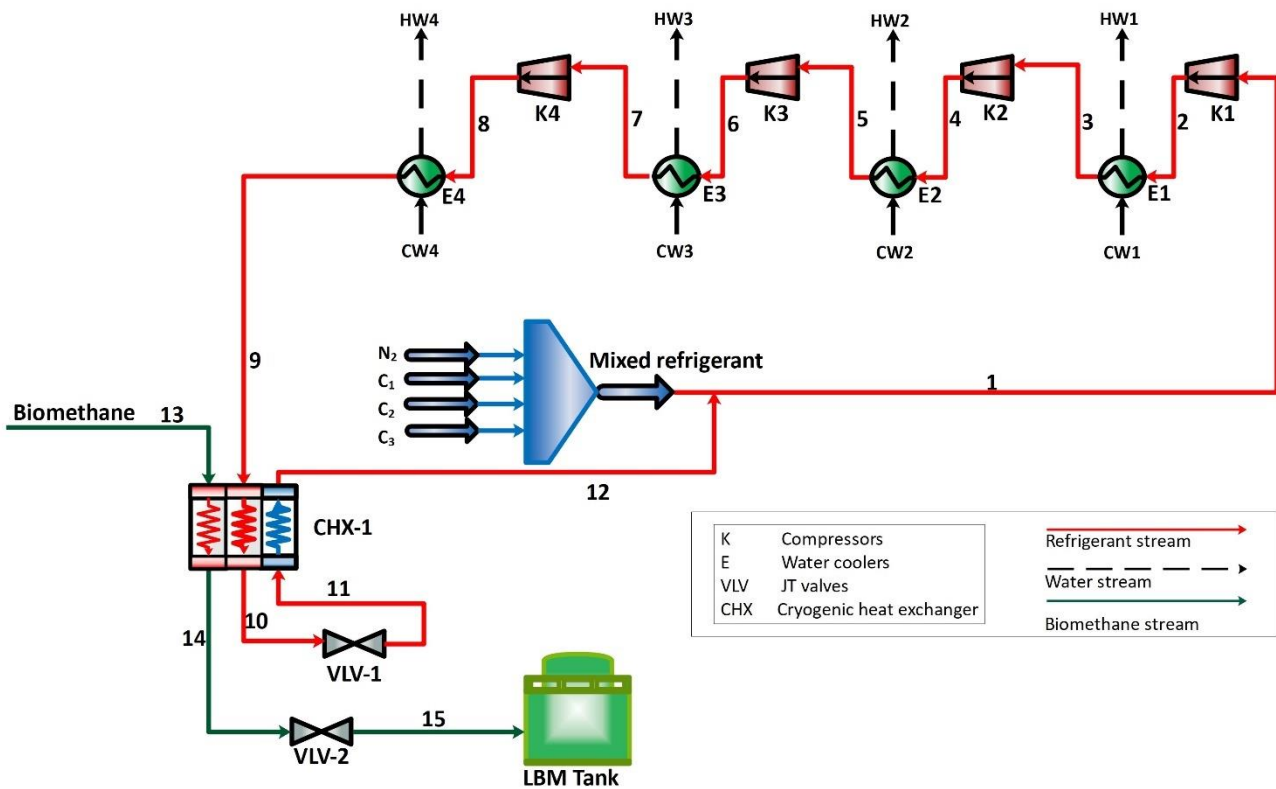 HW4
HW3
HW2
HW1
K4
K3
K2
K1
8
7
6
5
4
3
2
E4
E3
E2
E1
CW4
CW3
CW2
CW1
9
N₂
C₁
C₂
C₃
Mixed refrigerant
1
Biomethane
13
12
CHX-1
11
10
14
VLV-1
15
VLV-2
LBM Tank
K Compressors
E Water coolers
VLV JT valves
CHX Cryogenic heat exchanger
Refrigerant stream
Water stream
Biomethane stream